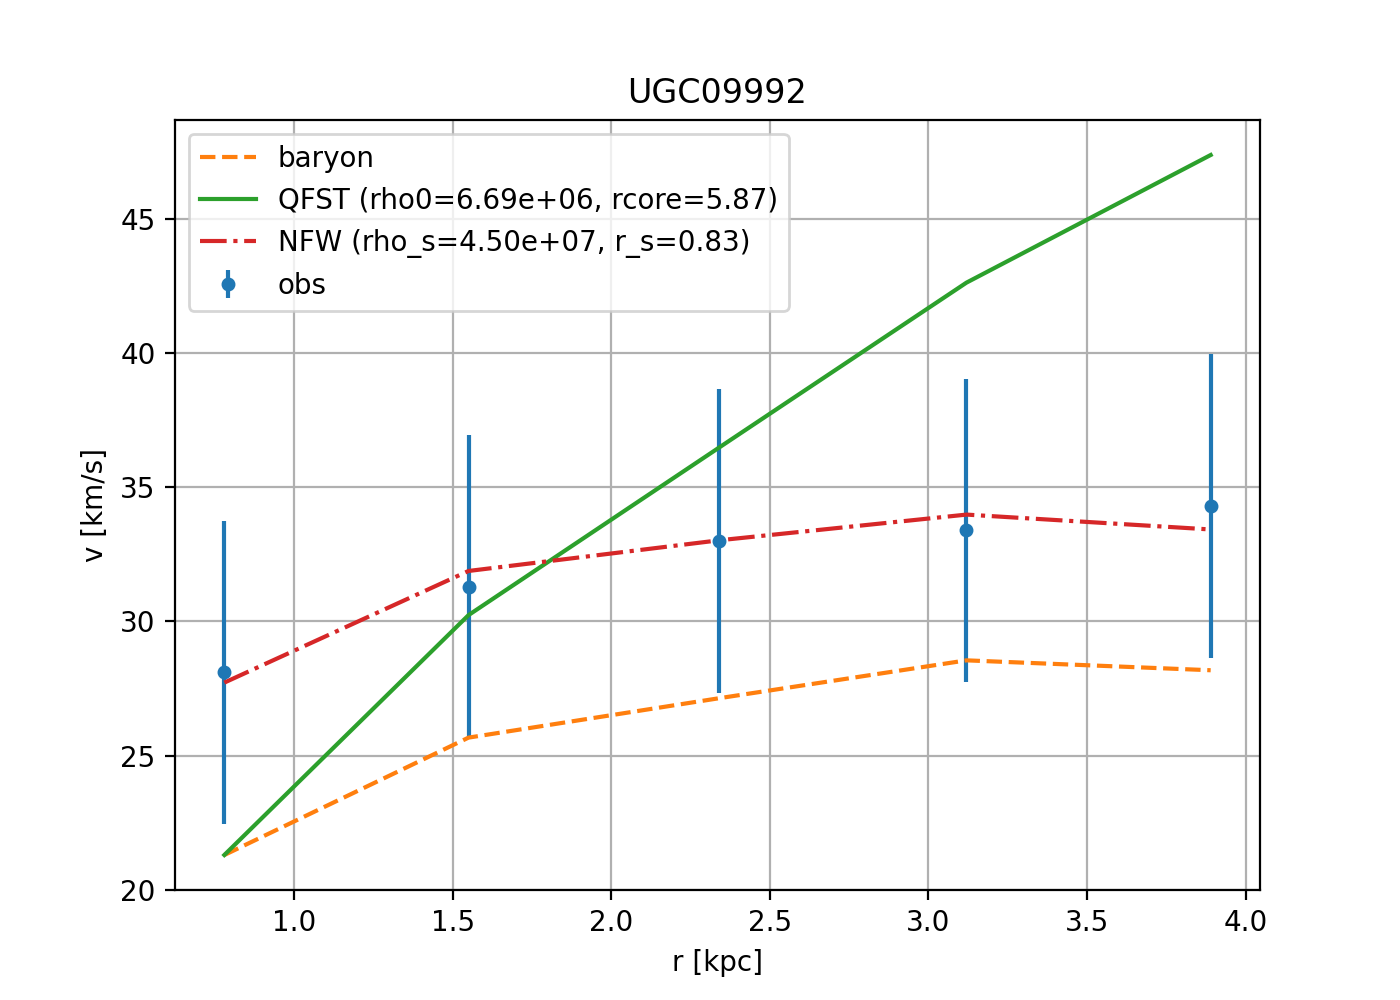 UGC09992
baryon
QFST (rho0=6.69e+06, rcore=5.87)
NFW (rho_s=4.50e+07, r_s=0.83)
obs
45
40
35
30
25
20
v [km/s]
1.0 1.5 2.0 2.5 3.0 3.5 4.0
r [kpc]